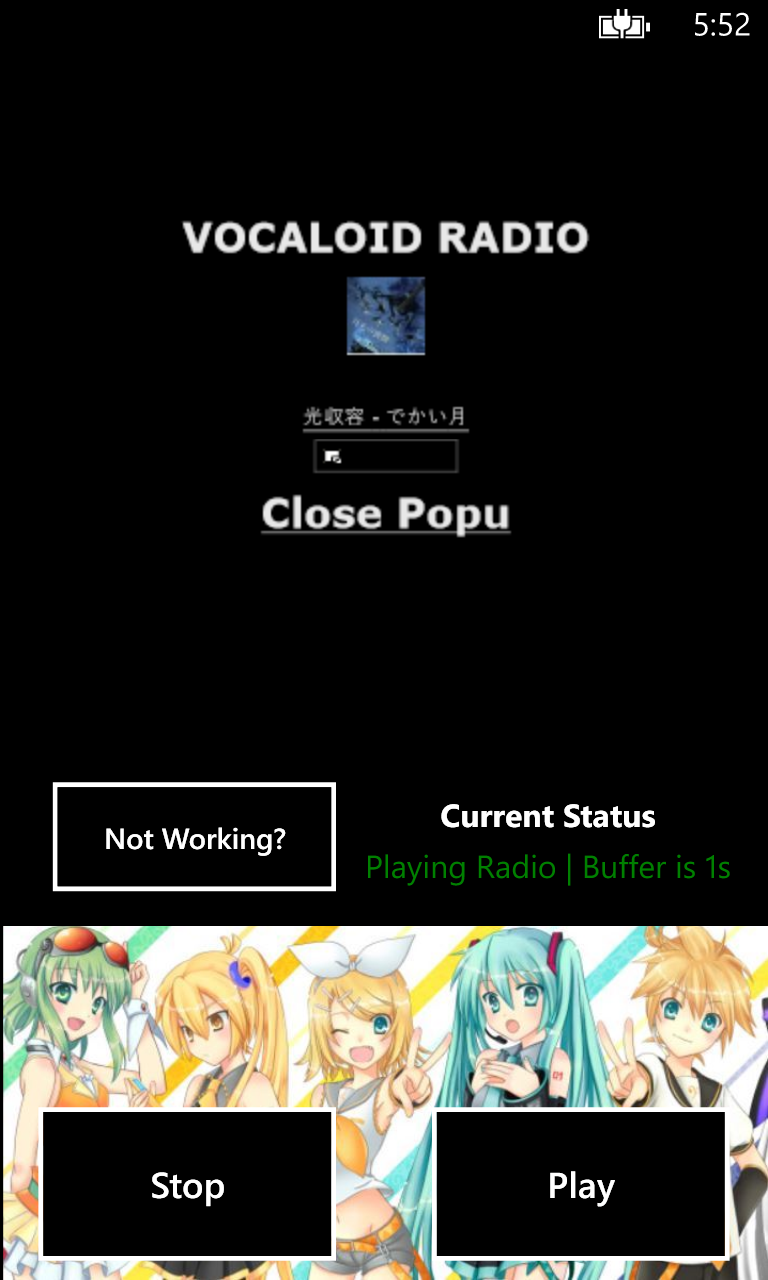 5:52
VOCALOID RADIO
光収容 - でかい月
Close Popu
Not Working?
Current Status
Playing Radio | Buffer is 1s
Stop
Play